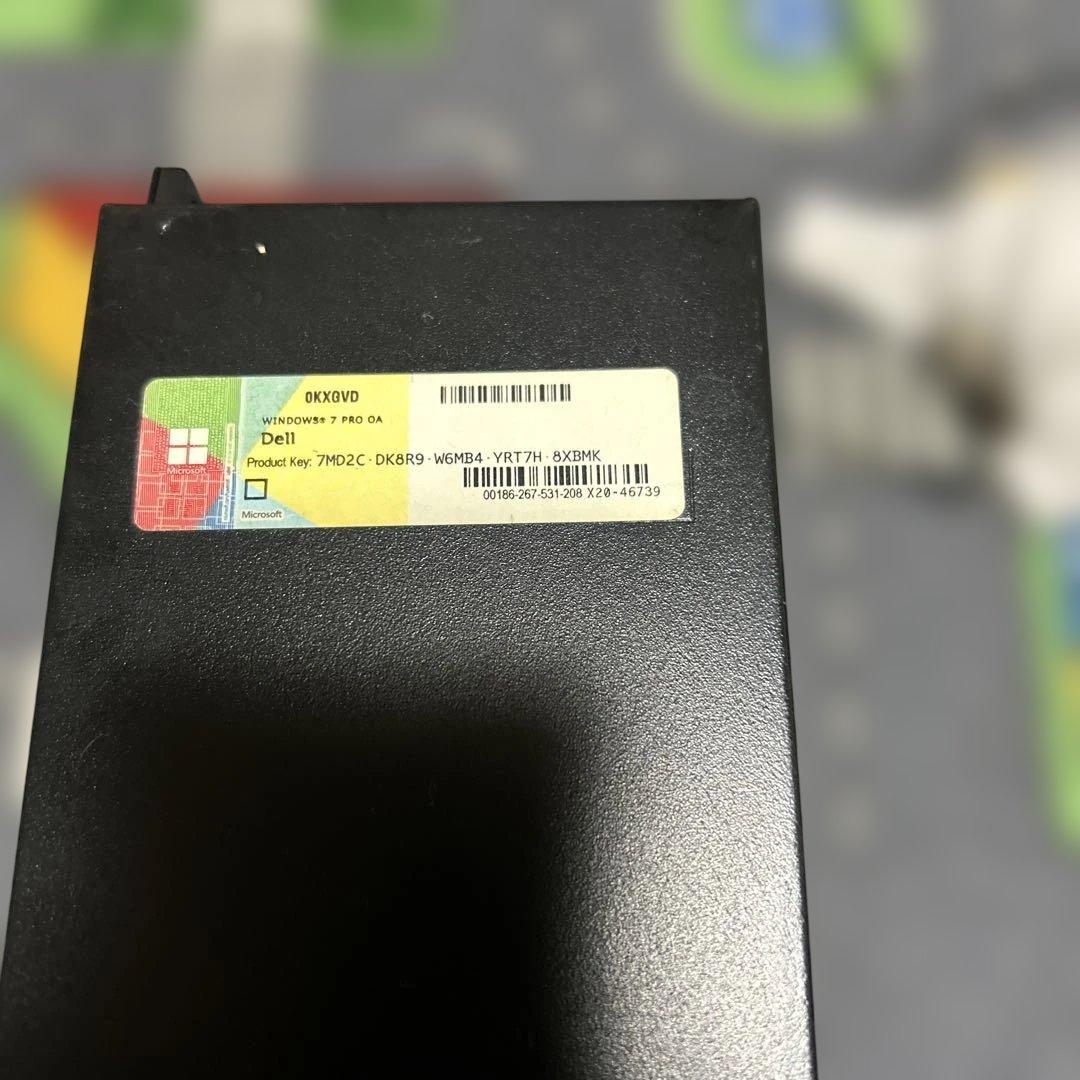 0KXGVD
WINDOWS® 7 PRO OA
Dell
Product Key: 7MD2C-DK8R9-W6MB4-YRT7H-8XBMK
00186-267-531-208 X20-46739
Microsoft
Microsoft